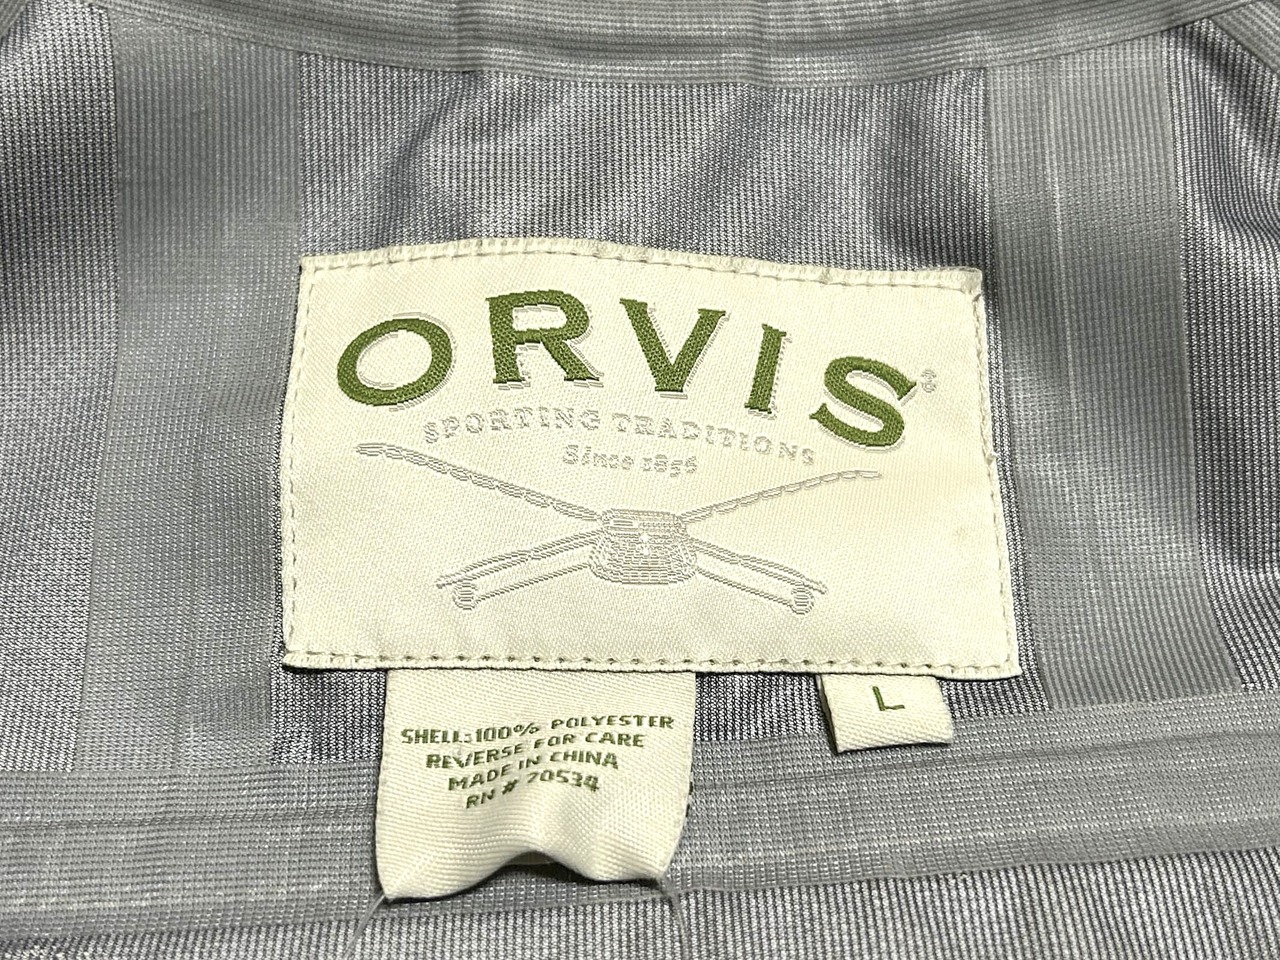 ORVIS®
SPORTING TRADITIONS
Since 1856
L
SHELL: 100% POLYESTER
REVERSE FOR CARE
MADE IN CHINA
RN # 70534